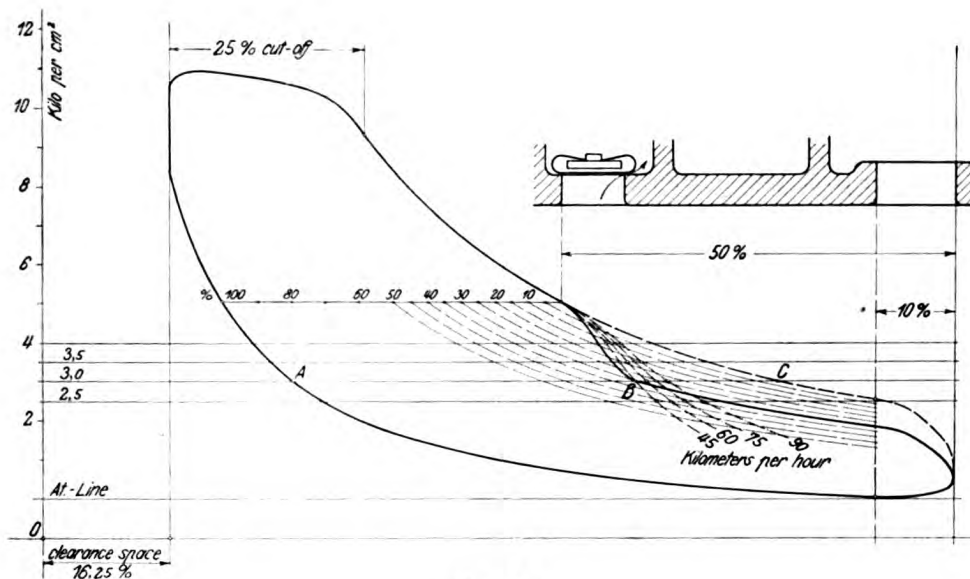 12
10
8
6
4
2
0
Kilo per cm²
25 % cut-off
50 %
10 %
% 100 80 60 50 40 30 20 10
3,5
3,0
2,5
A
B
C
45 60 75 90
Kilometers per hour
At.-Line
clearance space
16,25 %